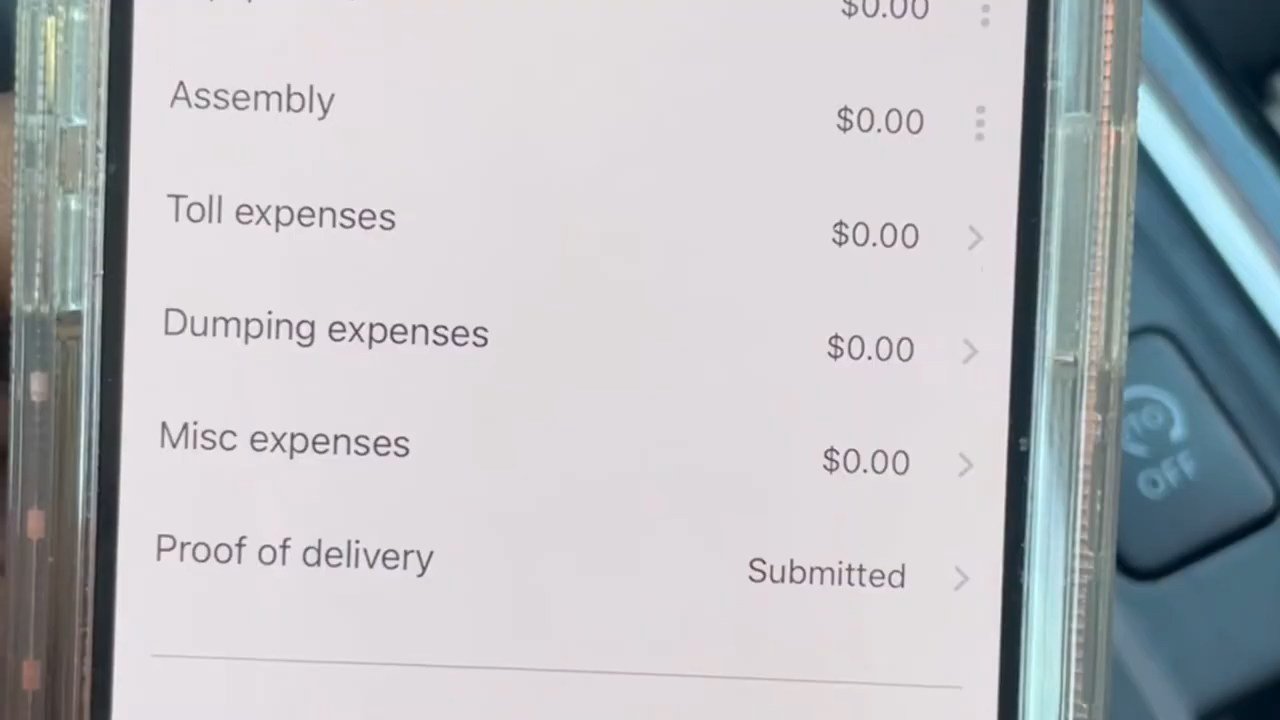 $0.00
Assembly $0.00
Toll expenses $0.00
Dumping expenses $0.00
Misc expenses $0.00
Proof of delivery Submitted
OFF